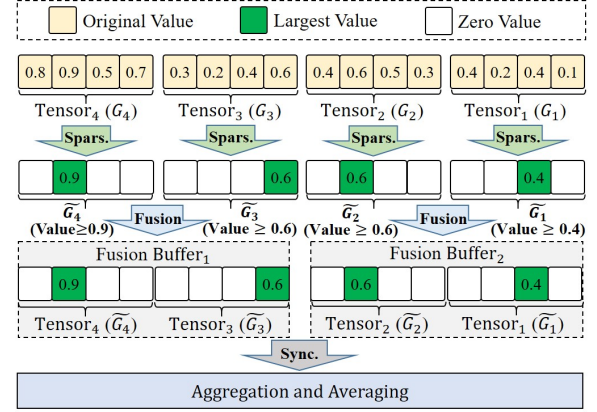 Original Value Largest Value Zero Value
0.8 0.9 0.5 0.7 0.3 0.2 0.4 0.6 0.4 0.6 0.5 0.3 0.4 0.2 0.4 0.1
Tensor₄ (G₄) Tensor₃ (G₃) Tensor₂ (G₂) Tensor₁ (G₁)
Spars. Spars. Spars. Spars.
0.9 0.6 0.6 0.4
G̃₄ G̃₃ G̃₂ G̃₁
(Value≥0.9) Fusion (Value ≥ 0.6) (Value ≥ 0.6) Fusion (Value ≥ 0.4)
Fusion Buffer₁ Fusion Buffer₂
0.9 0.6 0.6 0.4
Tensor₄ (G̃₄) Tensor₃ (G̃₃) Tensor₂ (G̃₂) Tensor₁ (G̃₁)
Sync.
Aggregation and Averaging